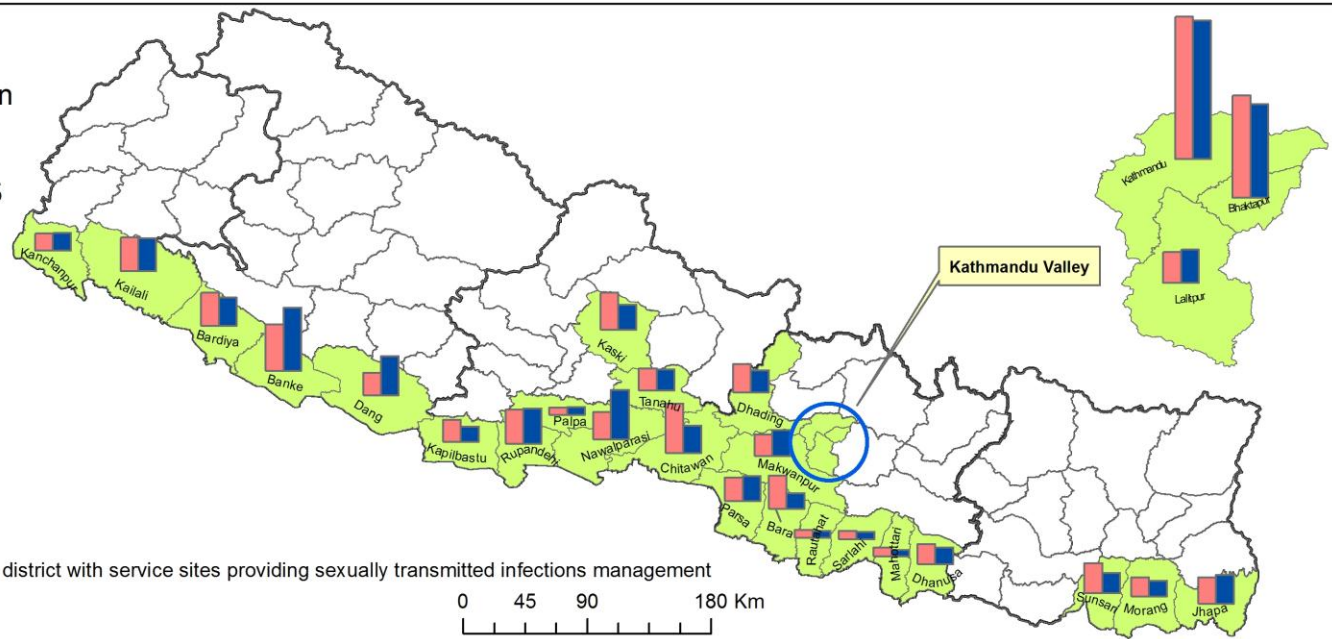 n
s
Kathmandu
Bhaktapur
Lalitpur
Kathmandu Valley
Kanchanpur
Kailali
Bardiya
Banke
Dang
Kaski
Tanahu
Dhading
Palpa
Kapilbastu
Rupandehi
Nawalparasi
Chitawan
Makwanpur
Parsa
Bara
Rautahat
Sarlahi
Mahottari
Dhanusa
Sunsari
Morang
Jhapa
district with service sites providing sexually transmitted infections management
0 45 90 180 Km